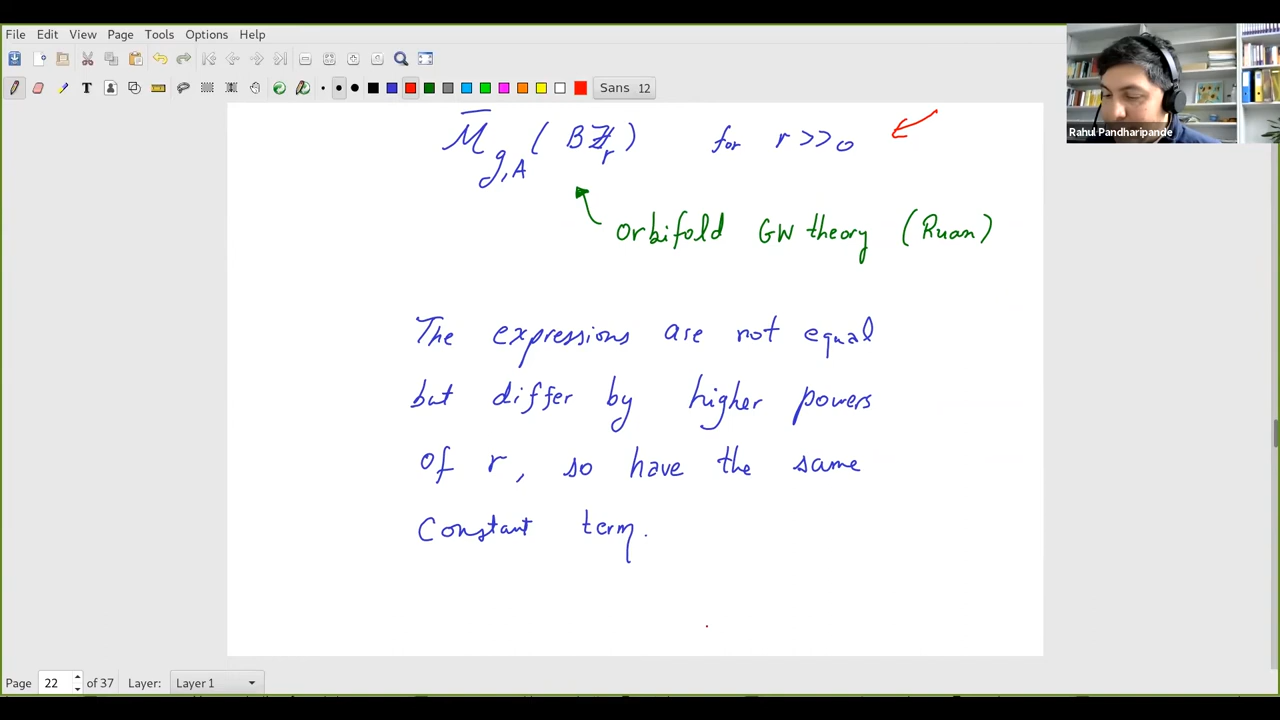 File Edit View Page Tools Options Help
Sans 12
Rahul Pandharipande
M̅_{g,A} (Bℤ_r) for r >> 0
Orbifold GW theory (Ruan)
The expressions are not equal
but differ by higher powers
of r, so have the same
Constant term.
Page 22 of 37 Layer: Layer 1